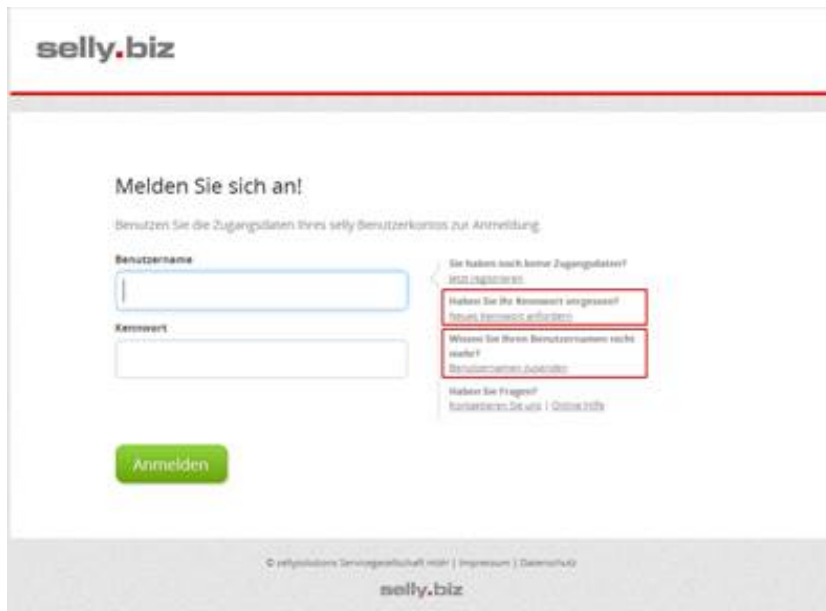 selly.biz
Melden Sie sich an!
Benutzen Sie die Zugangsdaten Ihres selly Benutzerkontos zur Anmeldung.
Benutzername
Sie haben noch keine Zugangsdaten?
Jetzt registrieren
Haben Sie Ihr Kennwort vergessen?
Neues Kennwort anfordern
Kennwort
Wissen Sie Ihren Benutzernamen nicht
mehr?
Benutzernamen zusenden
Haben Sie Fragen?
Kontaktieren Sie uns | Online Hilfe
Anmelden
© sellysolutions Servicegesellschaft mbH | Impressum | Datenschutz
selly.biz